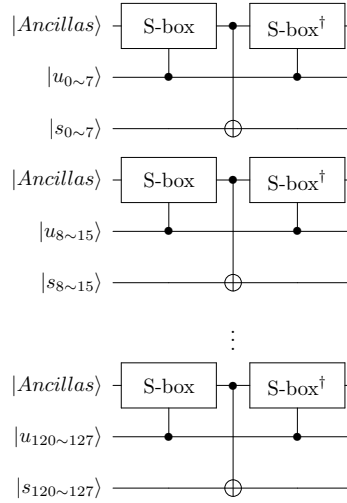 |Ancillas⟩ S-box S-box†
|u₀∼₇⟩
|s₀∼₇⟩
|Ancillas⟩ S-box S-box†
|u₈∼₁₅⟩
|s₈∼₁₅⟩
⋮
|Ancillas⟩ S-box S-box†
|u₁₂₀∼₁₂₇⟩
|s₁₂₀∼₁₂₇⟩